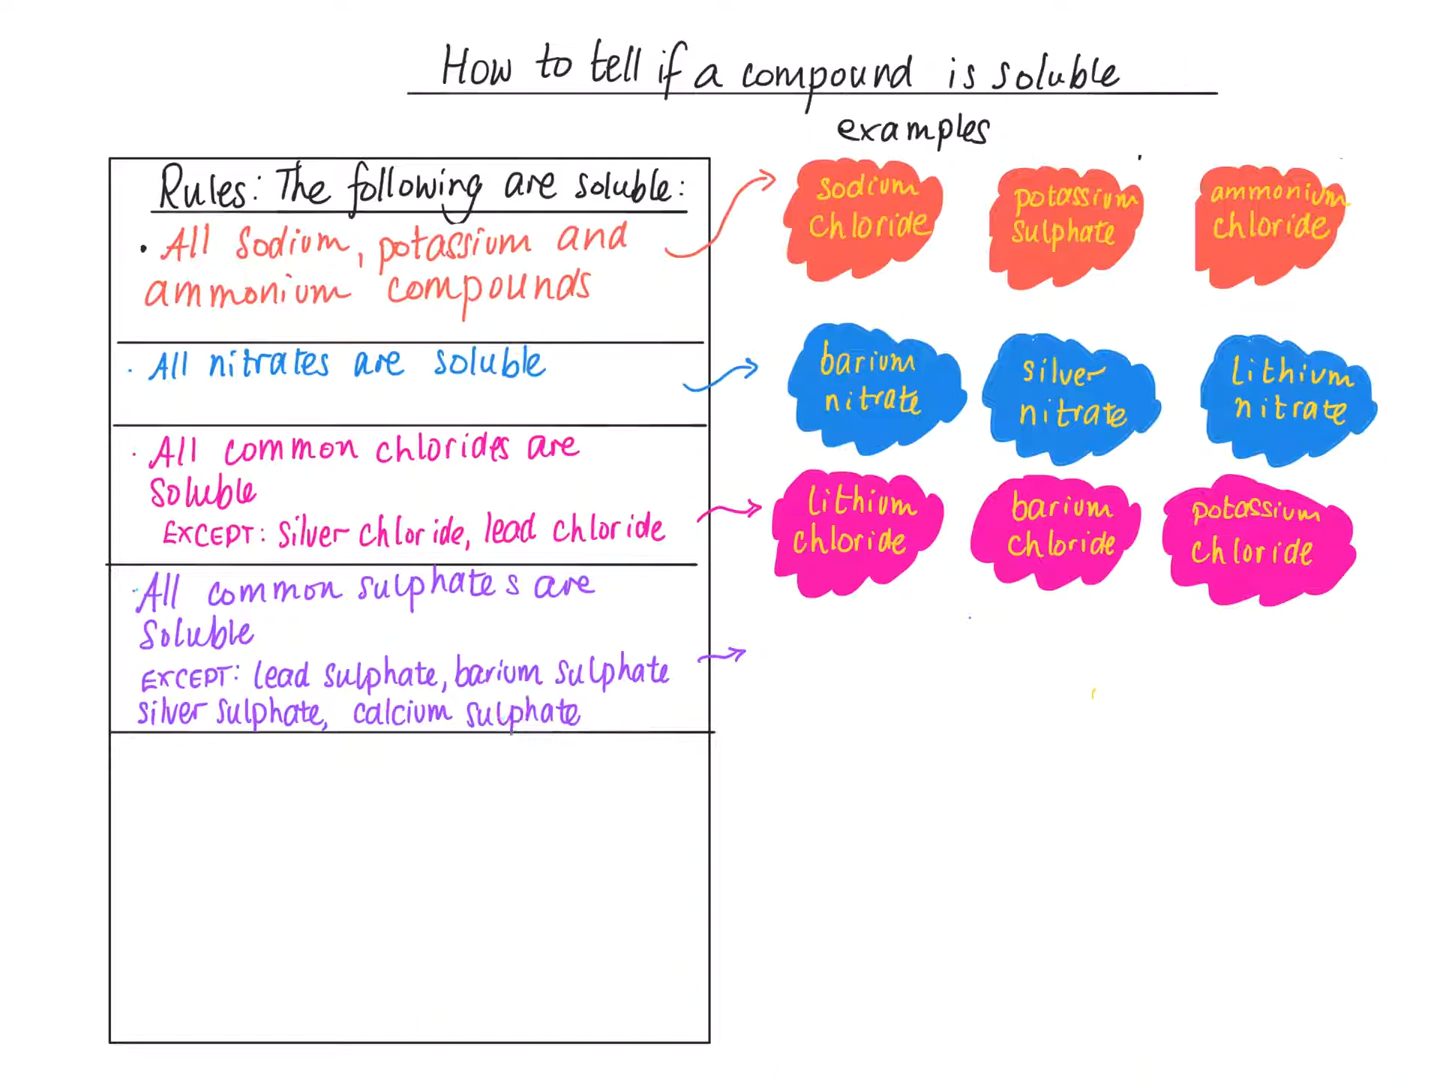 How to tell if a compound is soluble
examples
Rules: The following are soluble:
• All sodium, potassium and
ammonium compounds
sodium
chloride
potassium
sulphate
ammonium
chloride
· All nitrates are soluble
barium
nitrate
silver
nitrate
lithium
nitrate
· All common chlorides are
soluble
EXCEPT: silver chloride, lead chloride
lithium
chloride
barium
chloride
potassium
chloride
· All common sulphates are
soluble
EXCEPT: lead sulphate, barium sulphate
silver sulphate, calcium sulphate